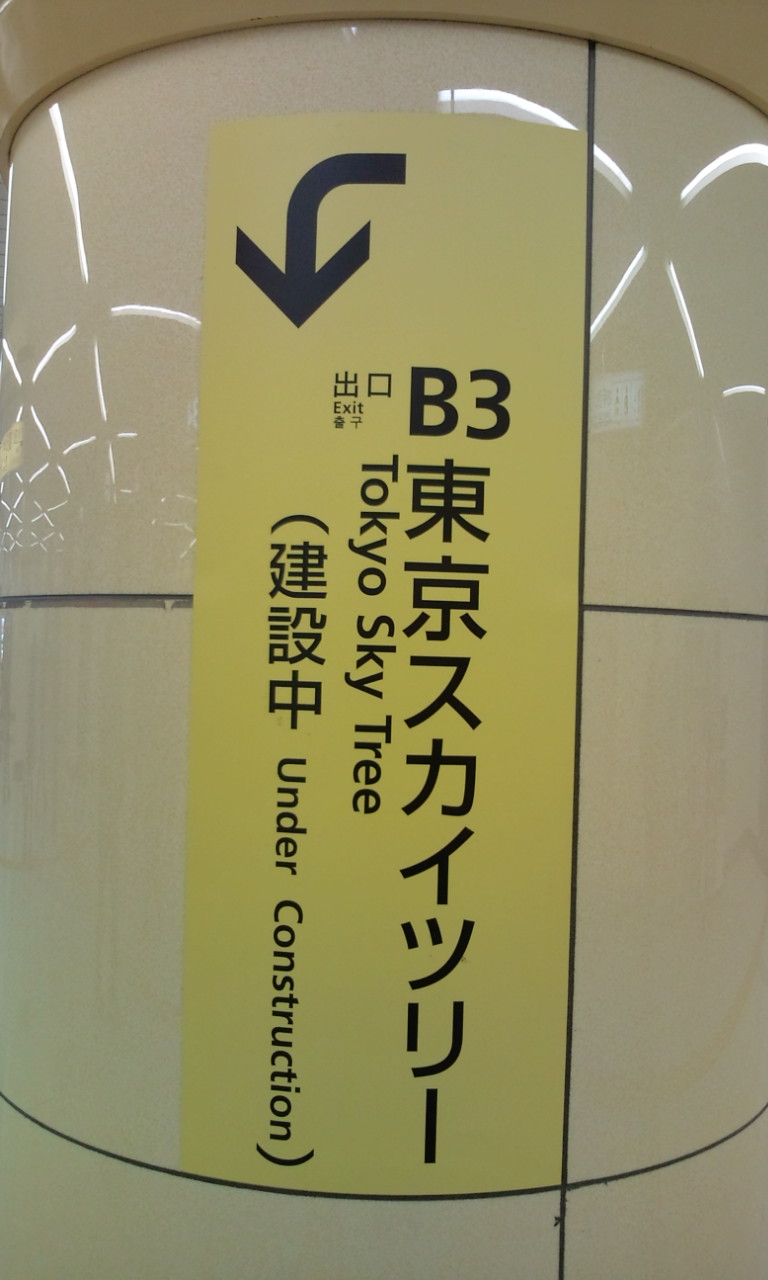 B3
出口
Exit
출구
東京スカイツリー
Tokyo Sky Tree
(建設中 Under Construction)